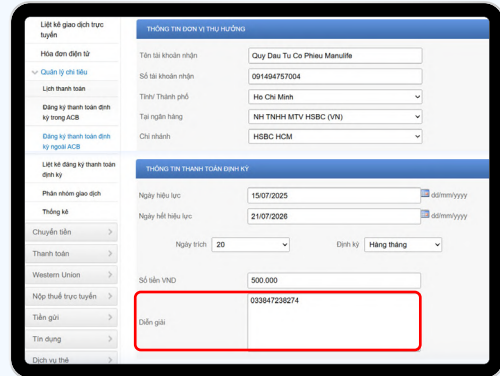 Liệt kê giao dịch trực
tuyến
Hóa đơn điện tử
Quản lý chi tiêu
Lịch thanh toán
Đăng ký thanh toán định
kỳ trong ACB
Đăng ký thanh toán định
kỳ ngoài ACB
Liệt kê đăng ký thanh toán
định kỳ
Phân nhóm giao dịch
Thống kê
Chuyển tiền
Thanh toán
Western Union
Nộp thuế trực tuyến
Tiền gửi
Tín dụng
Dịch vụ thẻ
THÔNG TIN ĐƠN VỊ THỤ HƯỞNG
Tên tài khoản nhận Quy Dau Tu Co Phieu Manulife
Số tài khoản nhận 091494757004
Tỉnh/ Thành phố Ho Chi Minh
Tại ngân hàng NH TNHH MTV HSBC (VN)
Chi nhánh HSBC HCM
THÔNG TIN THANH TOÁN ĐỊNH KỲ
Ngày hiệu lực 15/07/2025 dd/mm/yyyy
Ngày hết hiệu lực 21/07/2026 dd/mm/yyyy
Ngày trích 20 Định kỳ Hàng tháng
Số tiền VND 500.000
Diễn giải 033847238274